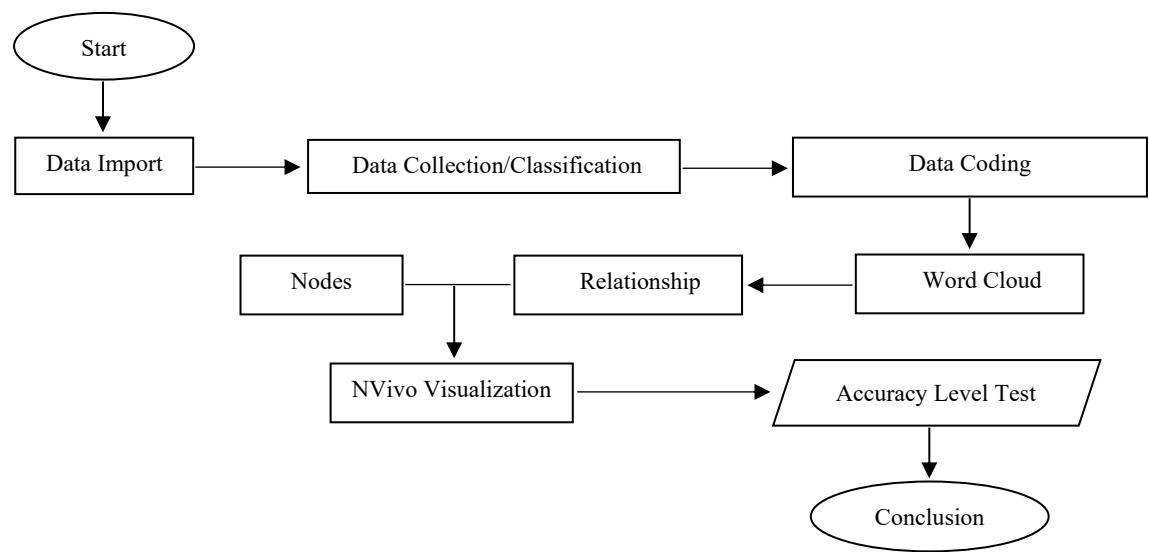 Start
Data Import
Data Collection/Classification
Data Coding
Word Cloud
Relationship
Nodes
NVivo Visualization
Accuracy Level Test
Conclusion